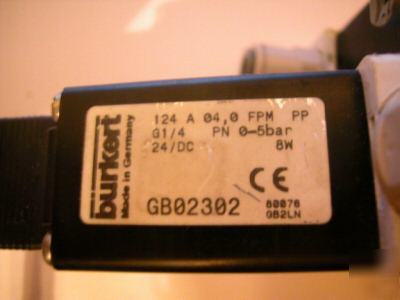 burkert
Made in Germany
124 A 04,0 FPM PP
G1/4 PN 0-5bar
24/DC 8W
CE
GB02302
60076
GB2LN